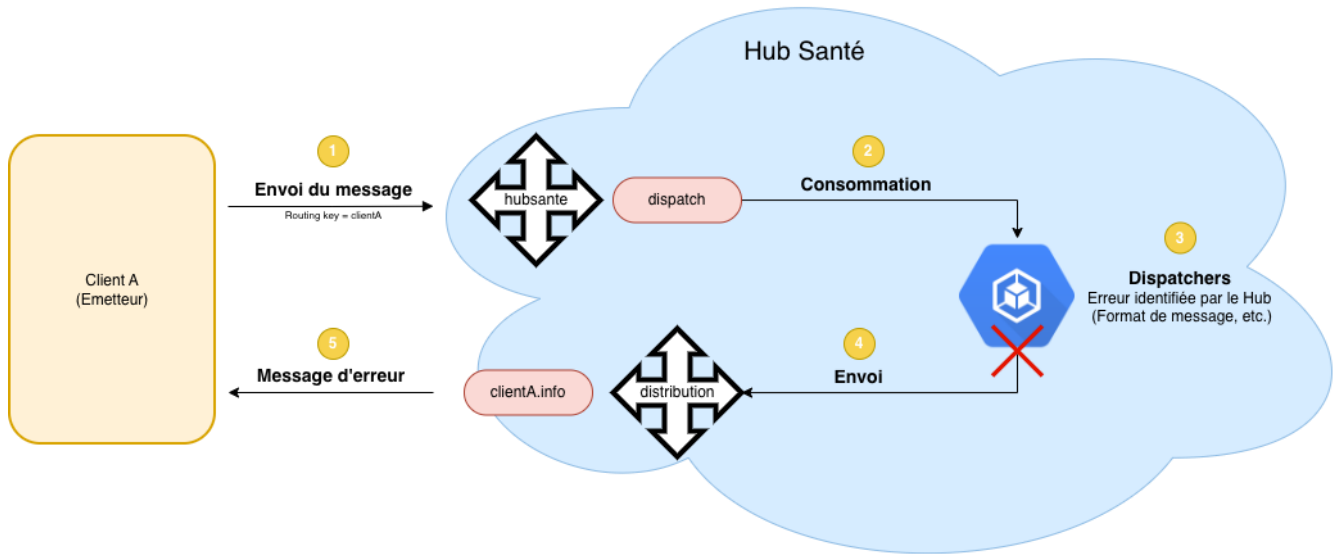 Hub Santé
1
Envoi du message
Routing key = clientA
hubsante
dispatch
2
Consommation
Client A
(Emetteur)
3
Dispatchers
Erreur identifiée par le Hub
(Format de message, etc.)
4
Envoi
distribution
clientA.info
5
Message d'erreur